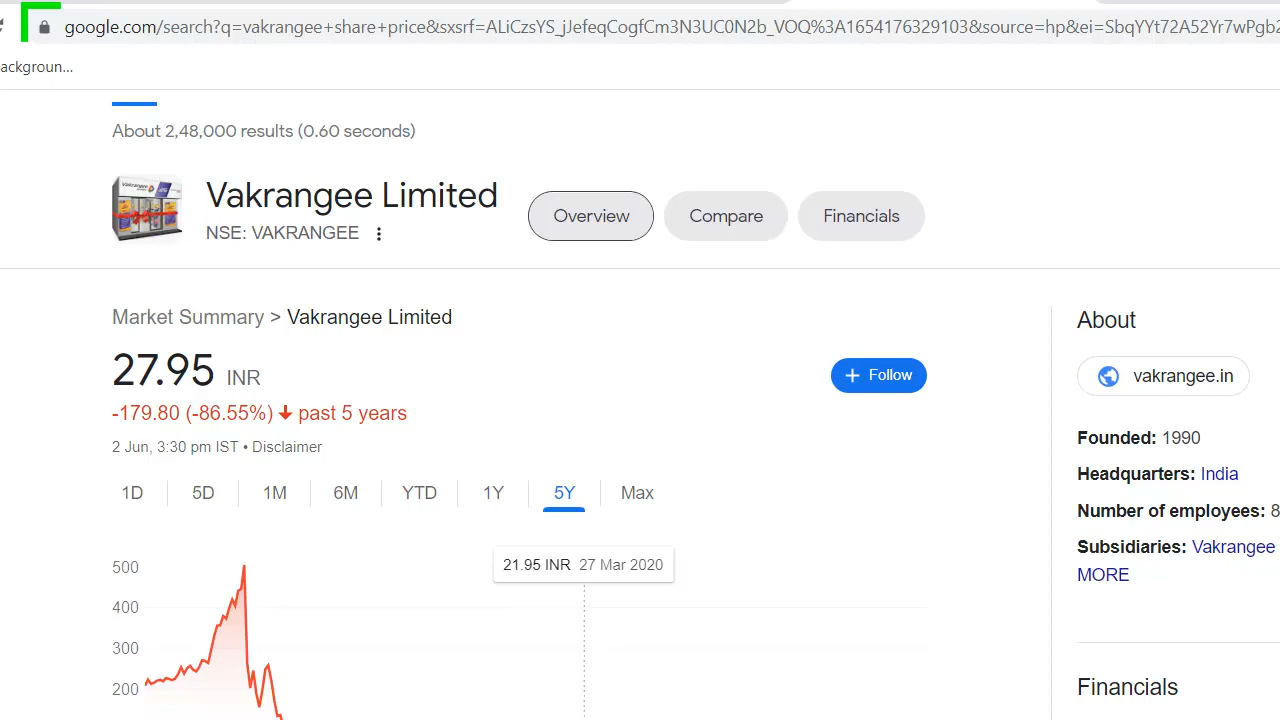 google.com/search?q=vakrangee+share+price&sxsrf=ALiCzsYS_jJefeqCogfCm3N3UC0N2b_VOQ%3A1654176329103&source=hp&ei=SbqYYt72A52Yr7wPgb2
ackgroun...
About 2,48,000 results (0.60 seconds)
Vakrangee Limited
NSE: VAKRANGEE
Overview
Compare
Financials
Market Summary > Vakrangee Limited
27.95 INR
+ Follow
-179.80 (-86.55%) past 5 years
2 Jun, 3:30 pm IST • Disclaimer
1D 5D 1M 6M YTD 1Y 5Y Max
21.95 INR 27 Mar 2020
500
400
300
200
About
vakrangee.in
Founded: 1990
Headquarters: India
Number of employees: 8
Subsidiaries: Vakrangee
MORE
Financials